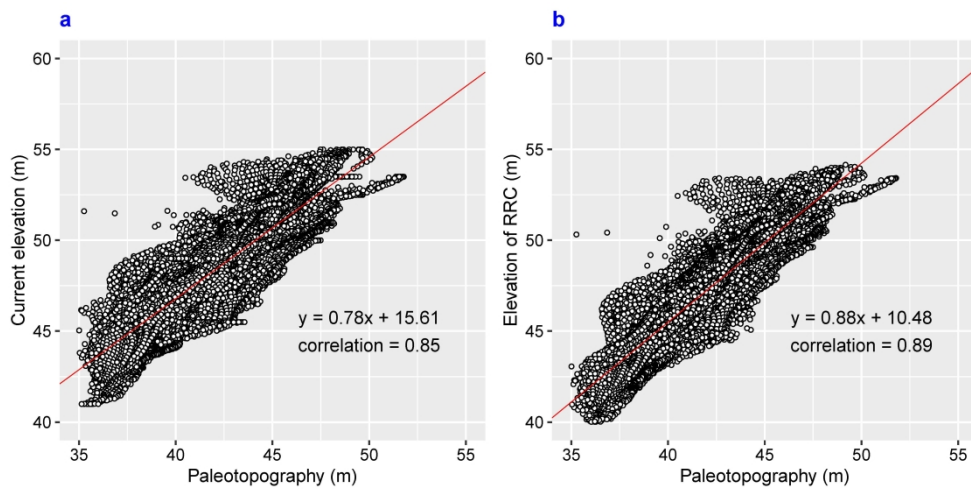 a
60
55
50
45
40
Current elevation (m)
y = 0.78x + 15.61
correlation = 0.85
35 40 45 50 55
Paleotopography (m)
b
60
55
50
45
40
Elevation of RRC (m)
y = 0.88x + 10.48
correlation = 0.89
35 40 45 50 55
Paleotopography (m)